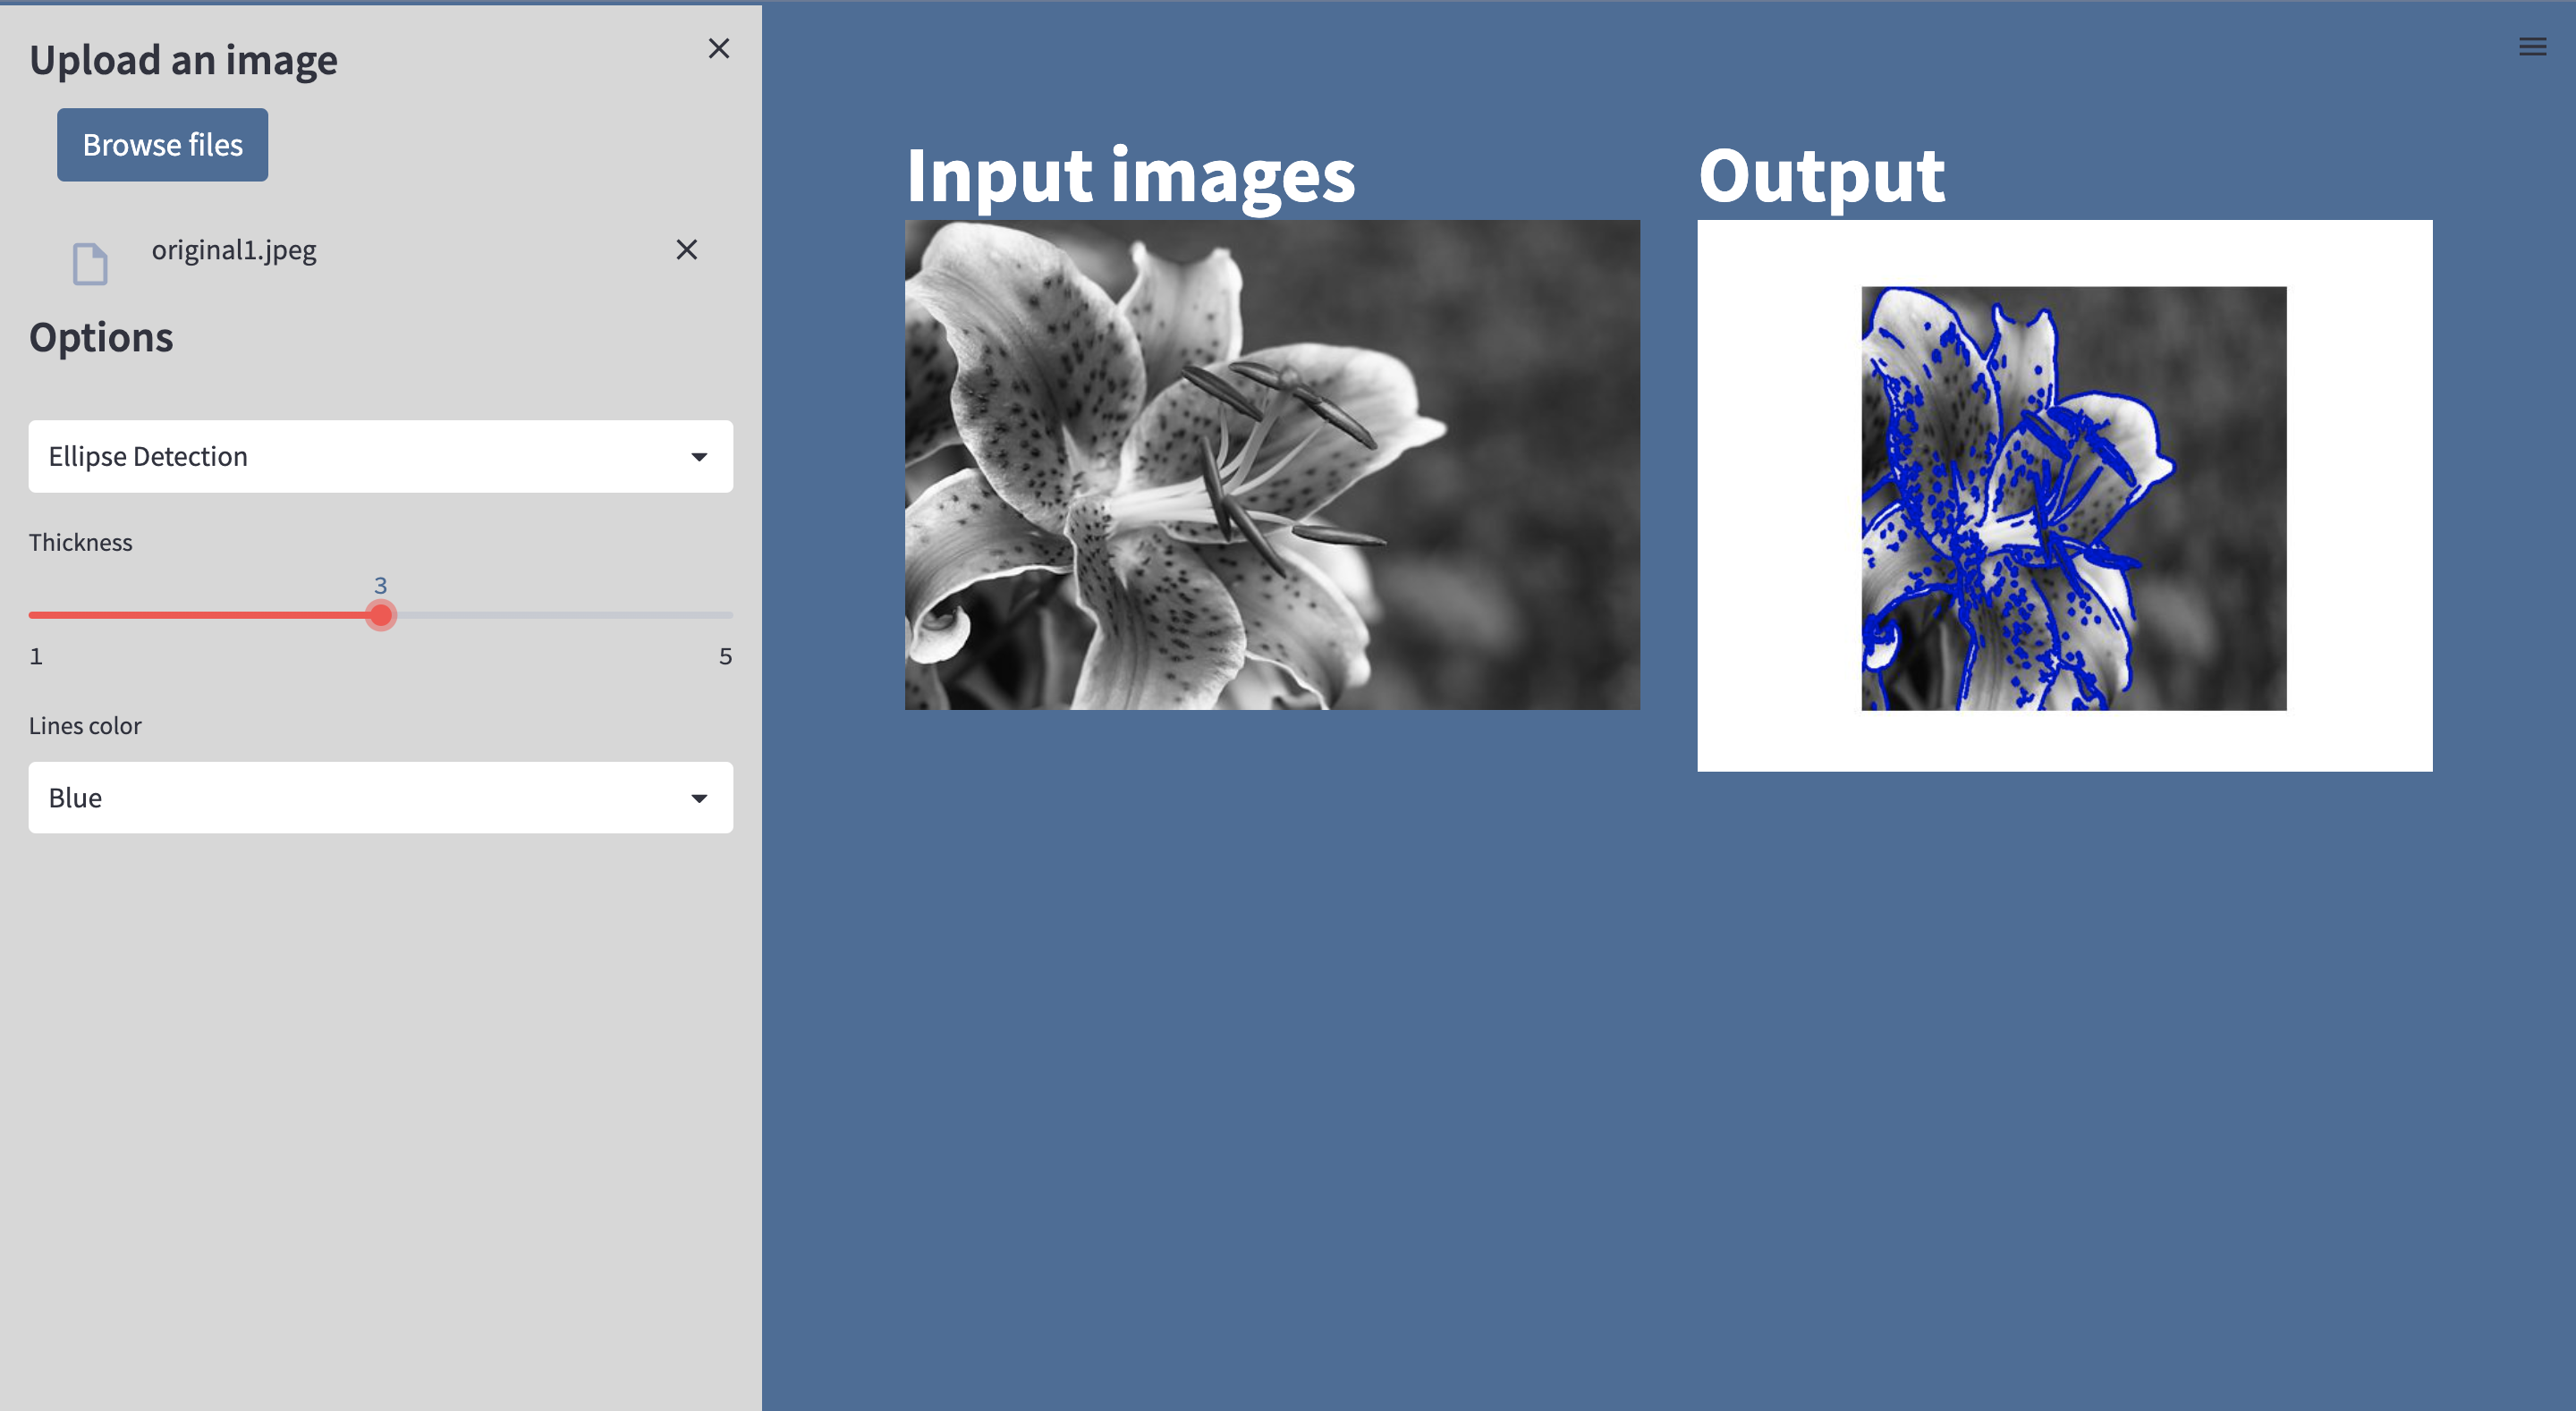 Upload an image
Browse files
original1.jpeg
Options
Ellipse Detection
Thickness
3
1 5
Lines color
Blue
Input images
Output